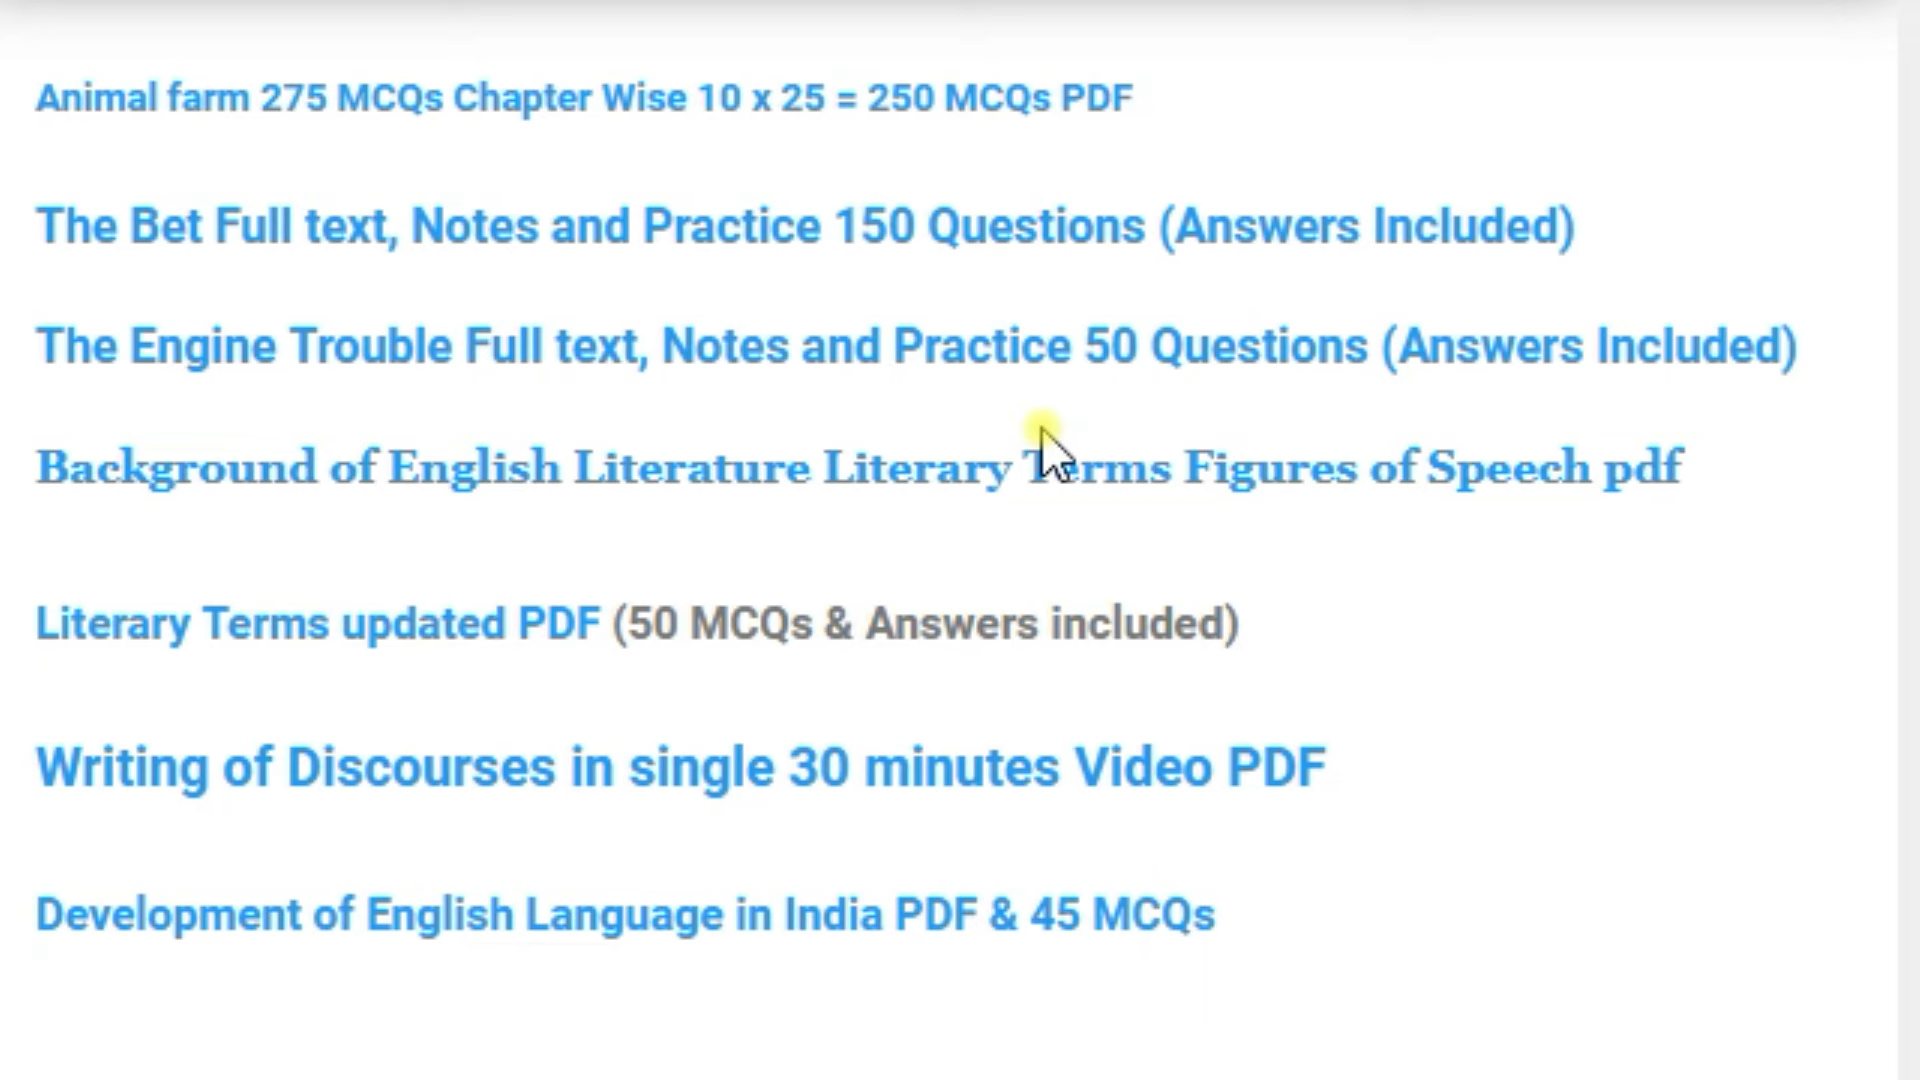 Animal farm 275 MCQs Chapter Wise 10 x 25 = 250 MCQs PDF
The Bet Full text, Notes and Practice 150 Questions (Answers Included)
The Engine Trouble Full text, Notes and Practice 50 Questions (Answers Included)
Background of English Literature Literary Terms Figures of Speech pdf
Literary Terms updated PDF (50 MCQs & Answers included)
Writing of Discourses in single 30 minutes Video PDF
Development of English Language in India PDF & 45 MCQs